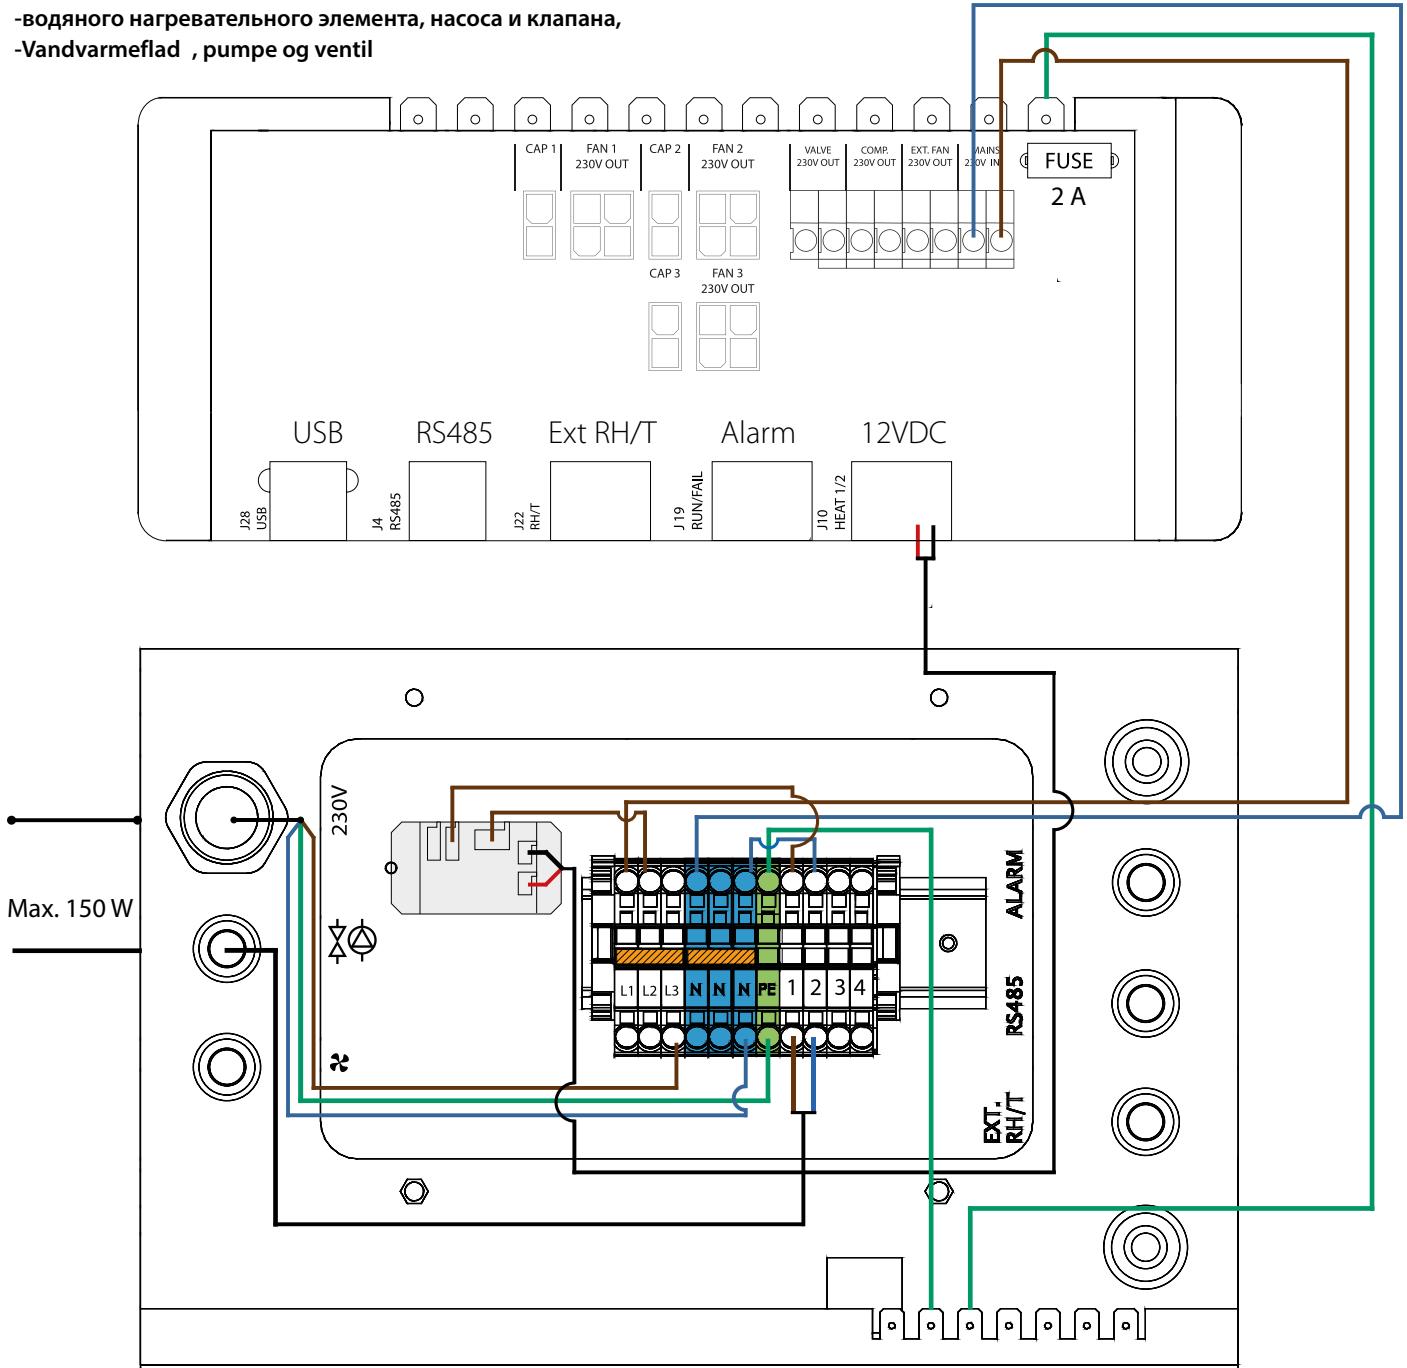 -водяного нагревательного элемента, насоса и клапана,
-Vandvarmeflad , pumpe og ventil
CAP 1
FAN 1
230V OUT
CAP 2
FAN 2
230V OUT
VALVE
230V OUT
COMP.
230V OUT
EXT. FAN
230V OUT
MAINS
230V IN
FUSE
2 A
CAP 3
FAN 3
230V OUT
USB
RS485
Ext RH/T
Alarm
12VDC
J28
USB
J4
RS485
J22
RH/T
J19
RUN/FAIL
J10
HEAT 1/2
230V
Max. 150 W
ALARM
RS485
EXT.
RH/T
L1 L2 L3 N N N PE 1 2 3 4